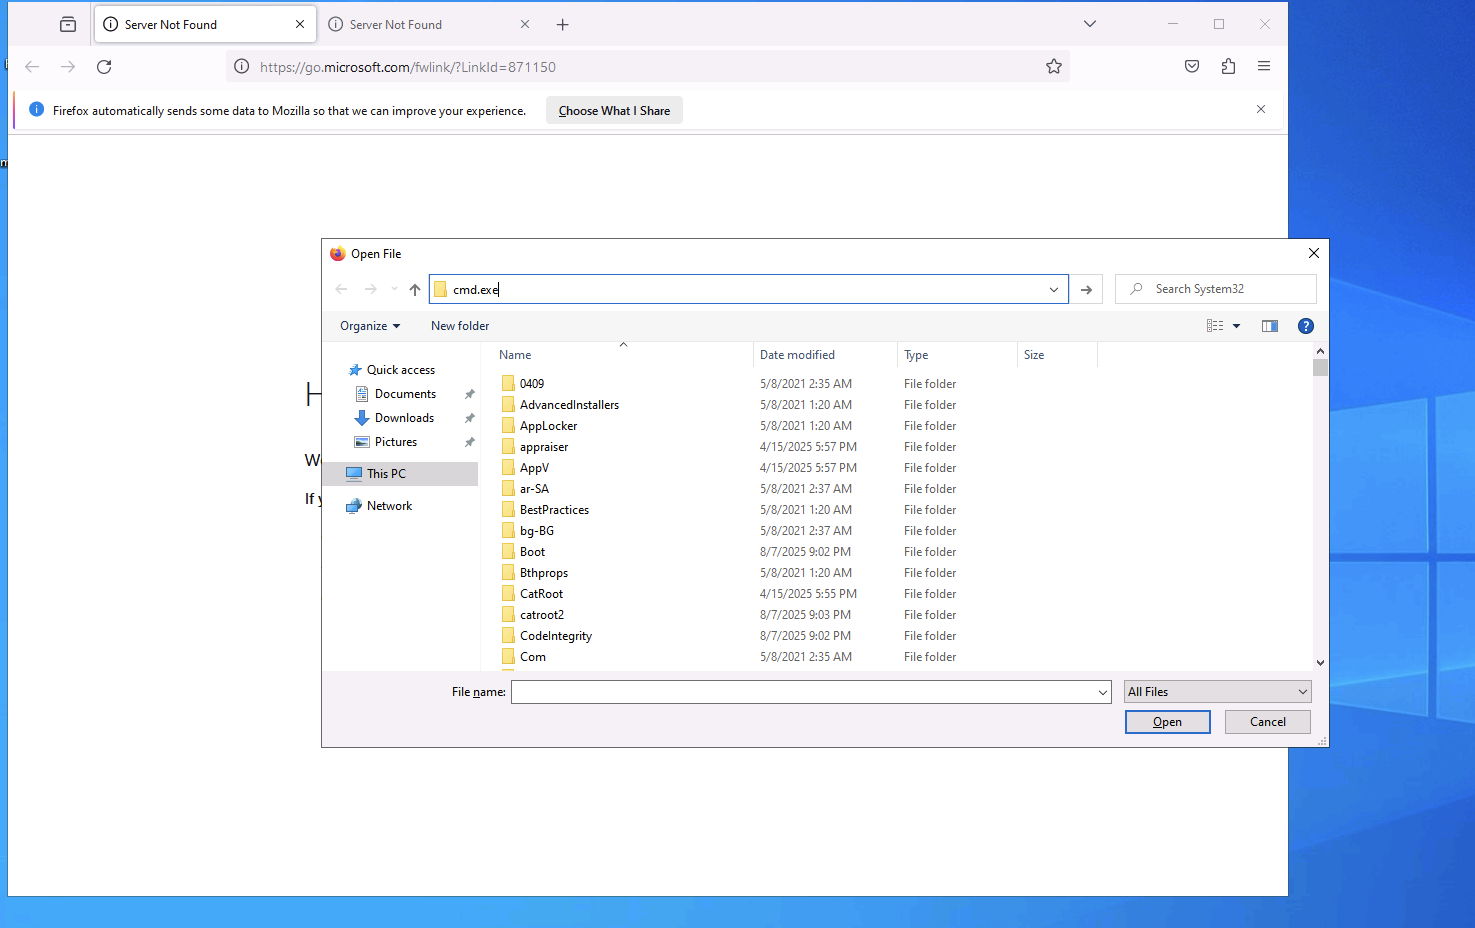 Server Not Found
Server Not Found
https://go.microsoft.com/fwlink/?LinkId=871150
Firefox automatically sends some data to Mozilla so that we can improve your experience.
Choose What I Share
Open File
cmd.exe
Search System32
Organize
New folder
Name Date modified Type Size
Quick access
Documents
Downloads
Pictures
This PC
Network
0409 5/8/2021 2:35 AM File folder
AdvancedInstallers 5/8/2021 1:20 AM File folder
AppLocker 5/8/2021 1:20 AM File folder
appraiser 4/15/2025 5:57 PM File folder
AppV 4/15/2025 5:57 PM File folder
ar-SA 5/8/2021 2:37 AM File folder
BestPractices 5/8/2021 1:20 AM File folder
bg-BG 5/8/2021 2:37 AM File folder
Boot 8/7/2025 9:02 PM File folder
Bthprops 5/8/2021 1:20 AM File folder
CatRoot 4/15/2025 5:55 PM File folder
catroot2 8/7/2025 9:03 PM File folder
CodeIntegrity 8/7/2025 9:02 PM File folder
Com 5/8/2021 2:35 AM File folder
If
File name:
All Files
Open
Cancel